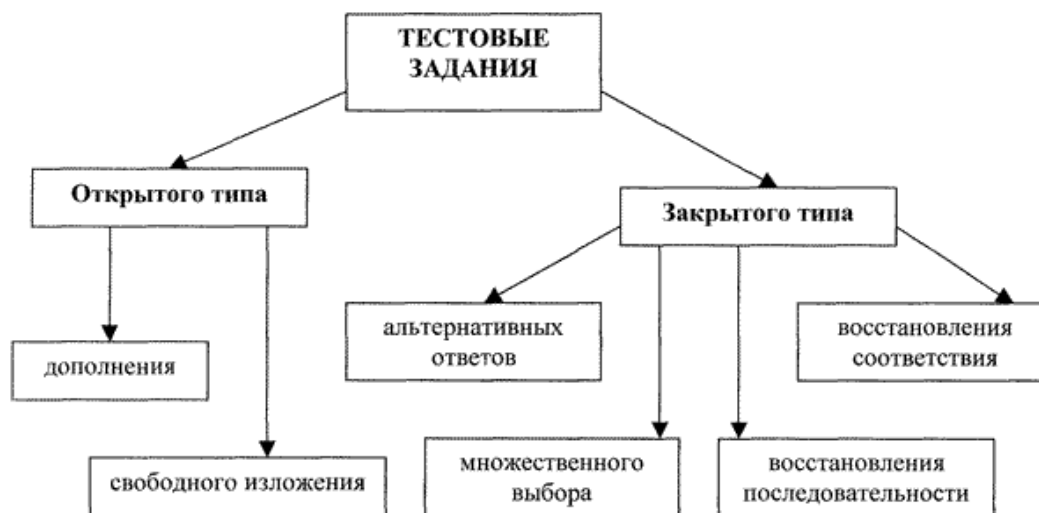 ТЕСТОВЫЕ
ЗАДАНИЯ
Открытого типа
Закрытого типа
альтернативных
ответов
восстановления
соответствия
дополнения
свободного изложения
множественного
выбора
восстановления
последовательности